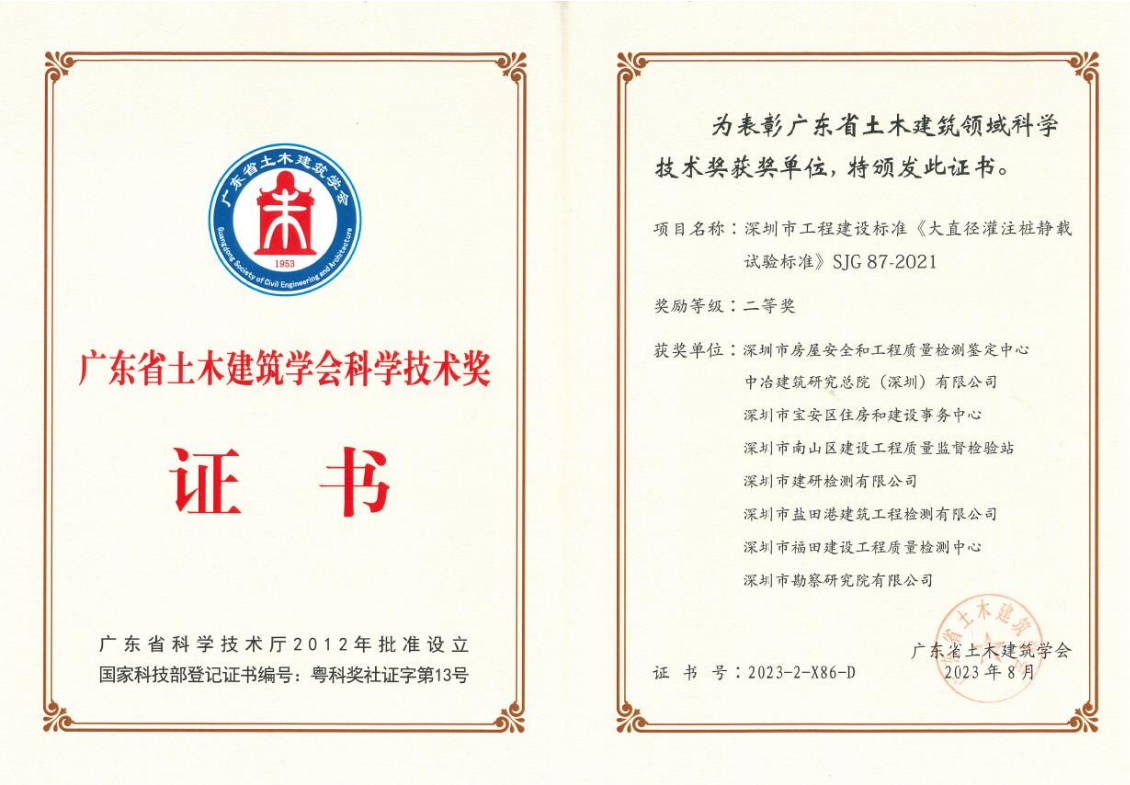 广东省土木建筑学会
1953
Guangdong Society of Civil Engineering and Architecture
广东省土木建筑学会科学技术奖
证 书
广东省科学技术厅2012年批准设立
国家科技部登记证书编号：粤科奖社证字第13号
为表彰广东省土木建筑领域科学
技术奖获奖单位，特颁发此证书。
项目名称：深圳市工程建设标准《大直径灌注桩静载
试验标准》SJG 87-2021
奖励等级：二等奖
获奖单位：深圳市房屋安全和工程质量检测鉴定中心
中冶建筑研究总院（深圳）有限公司
深圳市宝安区住房和建设事务中心
深圳市南山区建设工程质量监督检验站
深圳市建研检测有限公司
深圳市盐田港建筑工程检测有限公司
深圳市福田建设工程质量检测中心
深圳市勘察研究院有限公司
广东省土木建筑学会
证 书 号：2023-2-X86-D
2023年8月